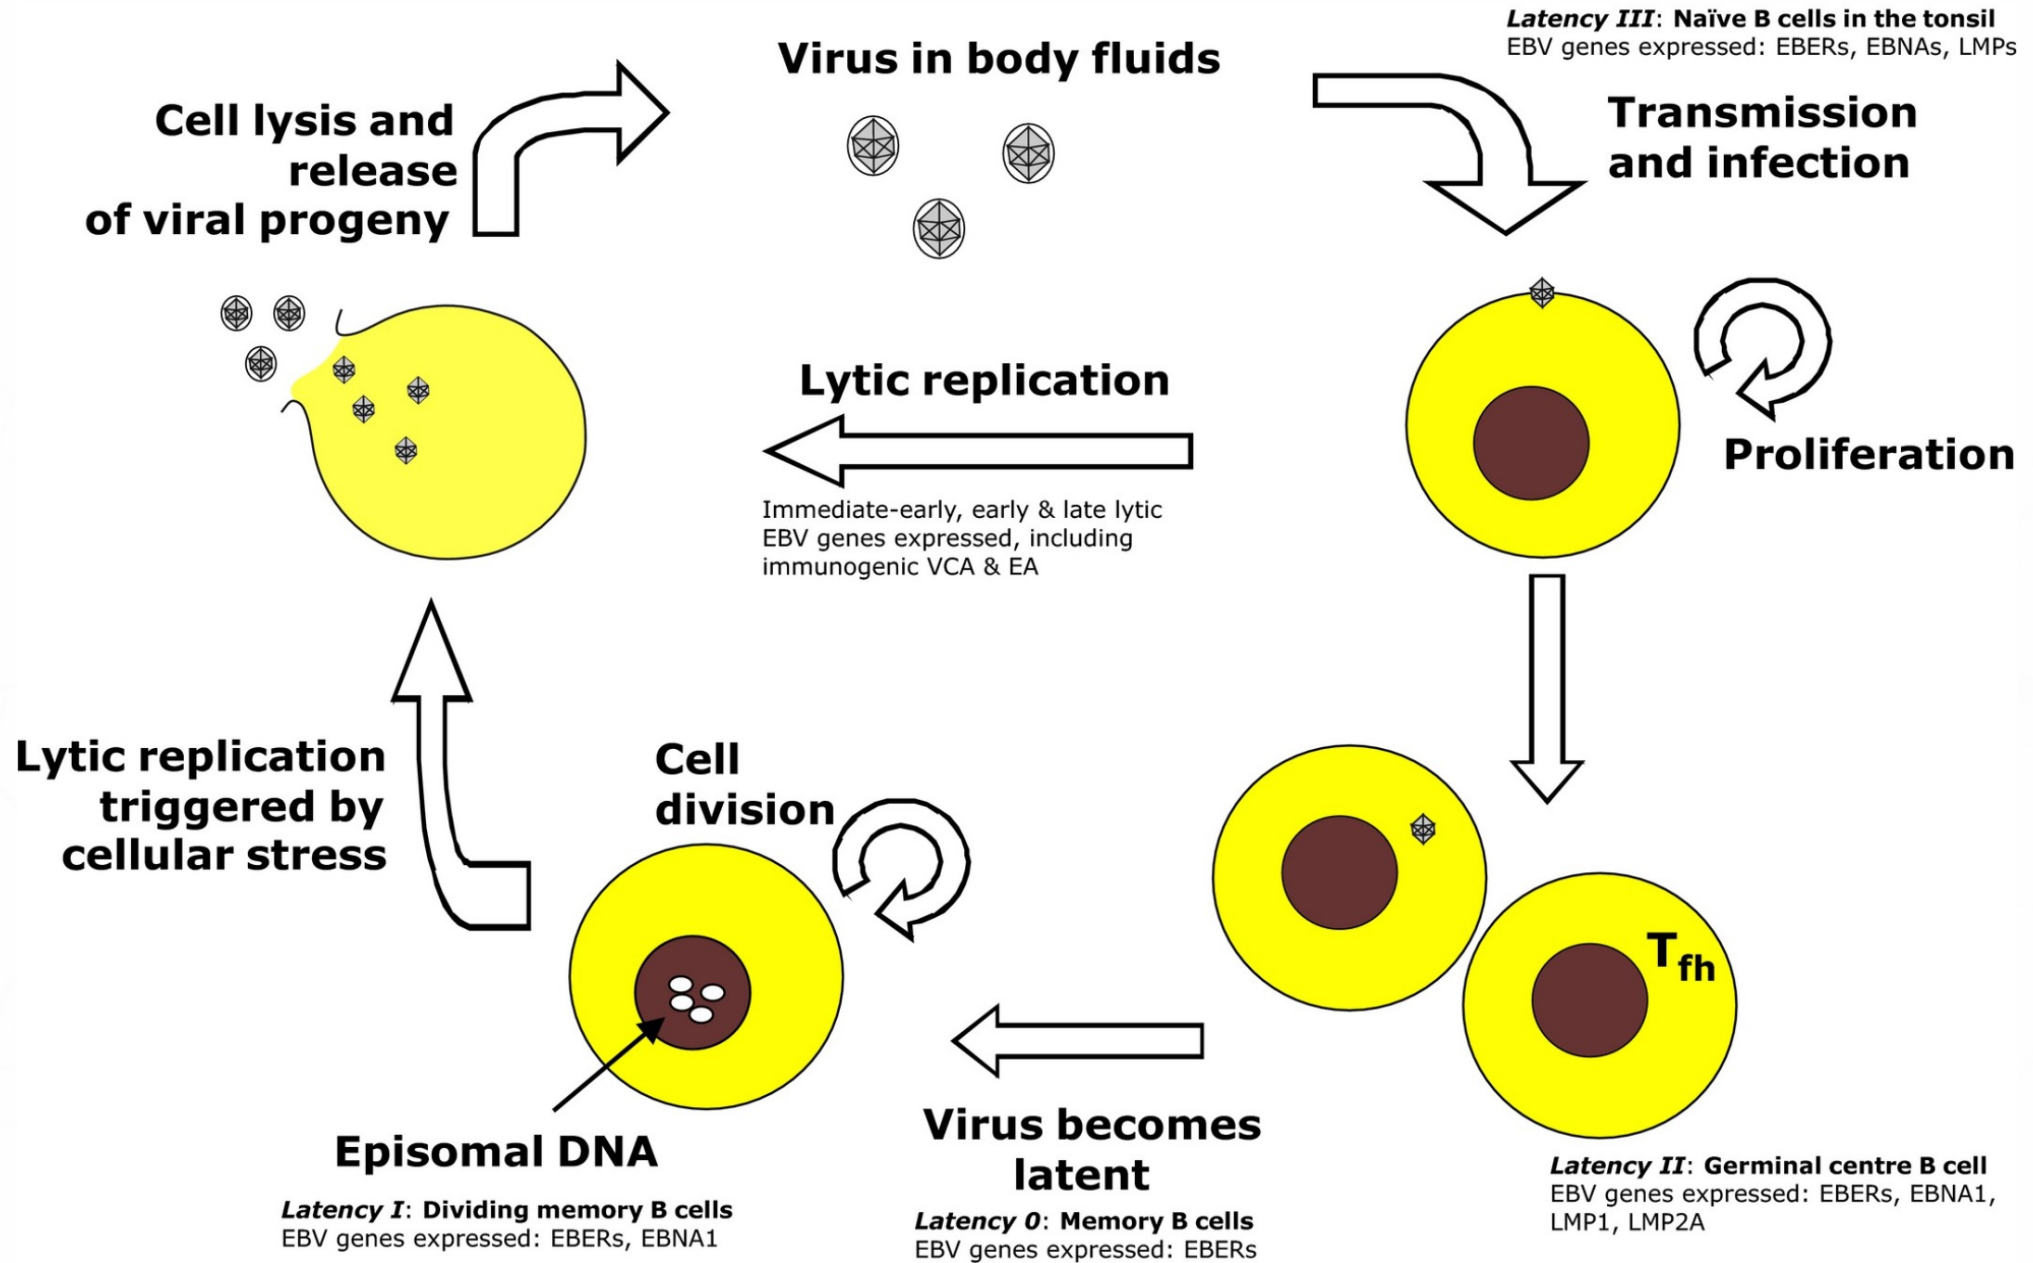 Latency III: Naïve B cells in the tonsil
EBV genes expressed: EBERs, EBNAs, LMPs
Virus in body fluids
Cell lysis and
release
of viral progeny
Transmission
and infection
Lytic replication
Immediate-early, early & late lytic
EBV genes expressed, including
immunogenic VCA & EA
Proliferation
Lytic replication
triggered by
cellular stress
Cell
division
Tfh
Episomal DNA
Latency I: Dividing memory B cells
EBV genes expressed: EBERs, EBNA1
Virus becomes
latent
Latency 0: Memory B cells
EBV genes expressed: EBERs
Latency II: Germinal centre B cell
EBV genes expressed: EBERs, EBNA1,
LMP1, LMP2A